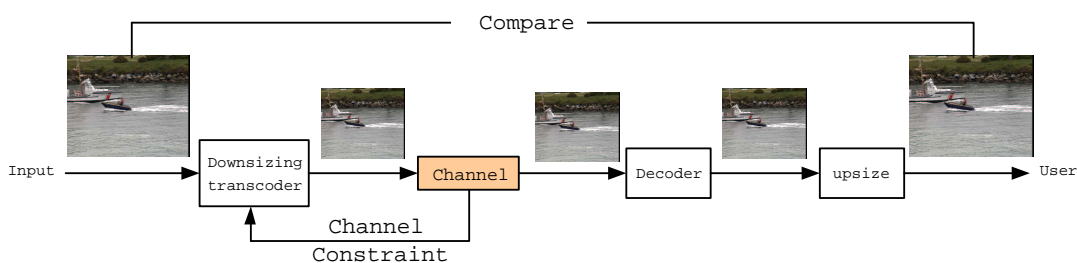 Compare
Input
Downsizing
transcoder
Channel
Decoder
upsize
User
Channel
Constraint